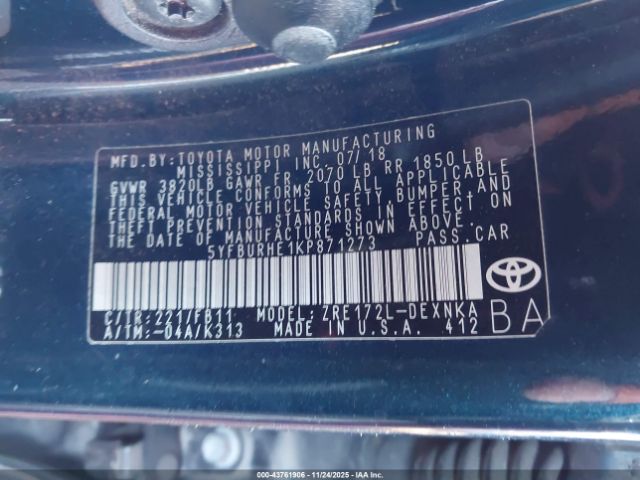 MFD.BY:TOYOTA MOTOR MANUFACTURING
MISSISSIPPI INC. 07/18
GVWR 3820LB GAWR FR 2070 LB RR 1850 LB
THIS VEHICLE CONFORMS TO ALL APPLICABLE
FEDERAL MOTOR VEHICLE SAFETY, BUMPER, AND
THEFT PREVENTION STANDARDS IN EFFECT ON
THE DATE OF MANUFACTURE SHOWN ABOVE.
5YFBURHE1KP871273 PASS.CAR
C/TR:2217/FB11 MODEL: ZRE172L-DEXNKA
A/TM:-04A/K313 MADE IN U.S.A. 412
BA
000-43761906 - 11/24/2025 - IAAI.COM